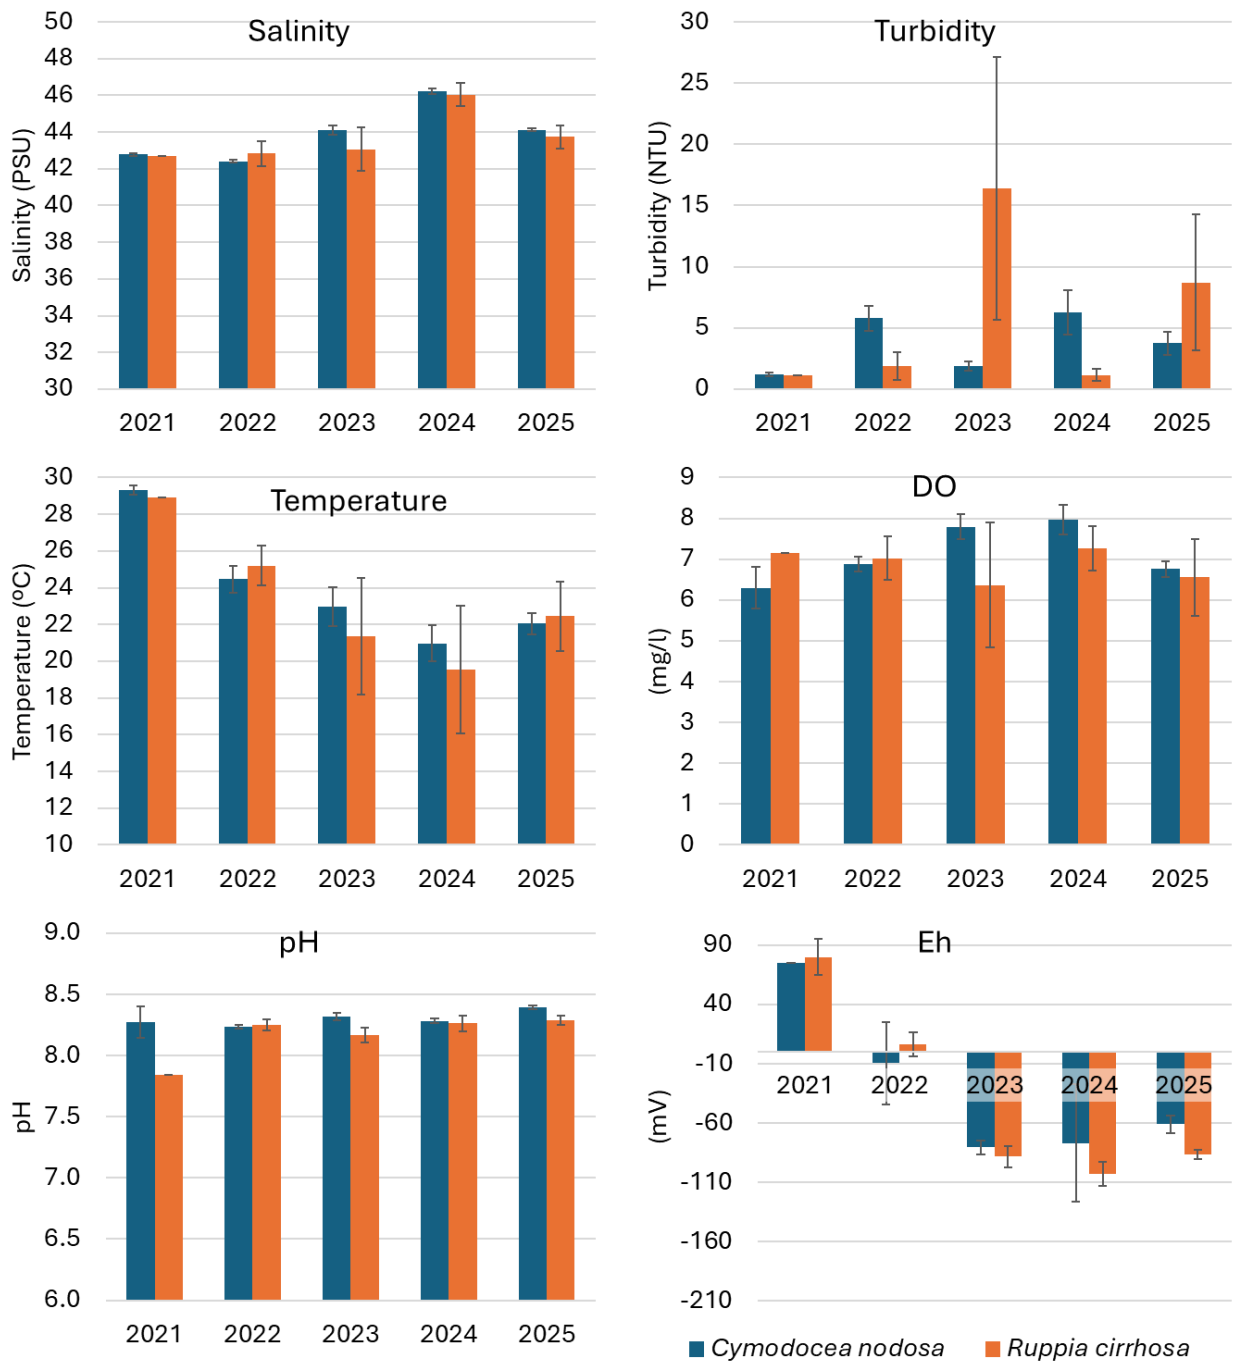 Salinity
Salinity (PSU)
50
48
46
44
42
40
38
36
34
32
30
2021 2022 2023 2024 2025
Turbidity
Turbidity (NTU)
30
25
20
15
10
5
0
2021 2022 2023 2024 2025
Temperature
Temperature (ºC)
30
28
26
24
22
20
18
16
14
12
10
2021 2022 2023 2024 2025
DO
(mg/l)
9
8
7
6
5
4
3
2
1
0
2021 2022 2023 2024 2025
pH
pH
9.0
8.5
8.0
7.5
7.0
6.5
6.0
2021 2022 2023 2024 2025
Eh
(mV)
90
40
-10
-60
-110
-160
-210
2021 2022 2023 2024 2025
Cymodocea nodosa Ruppia cirrhosa